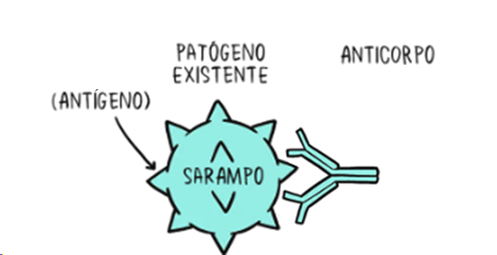 PATÓGENO
EXISTENTE
ANTICORPO
(ANTÍGENO)
SARAMPO